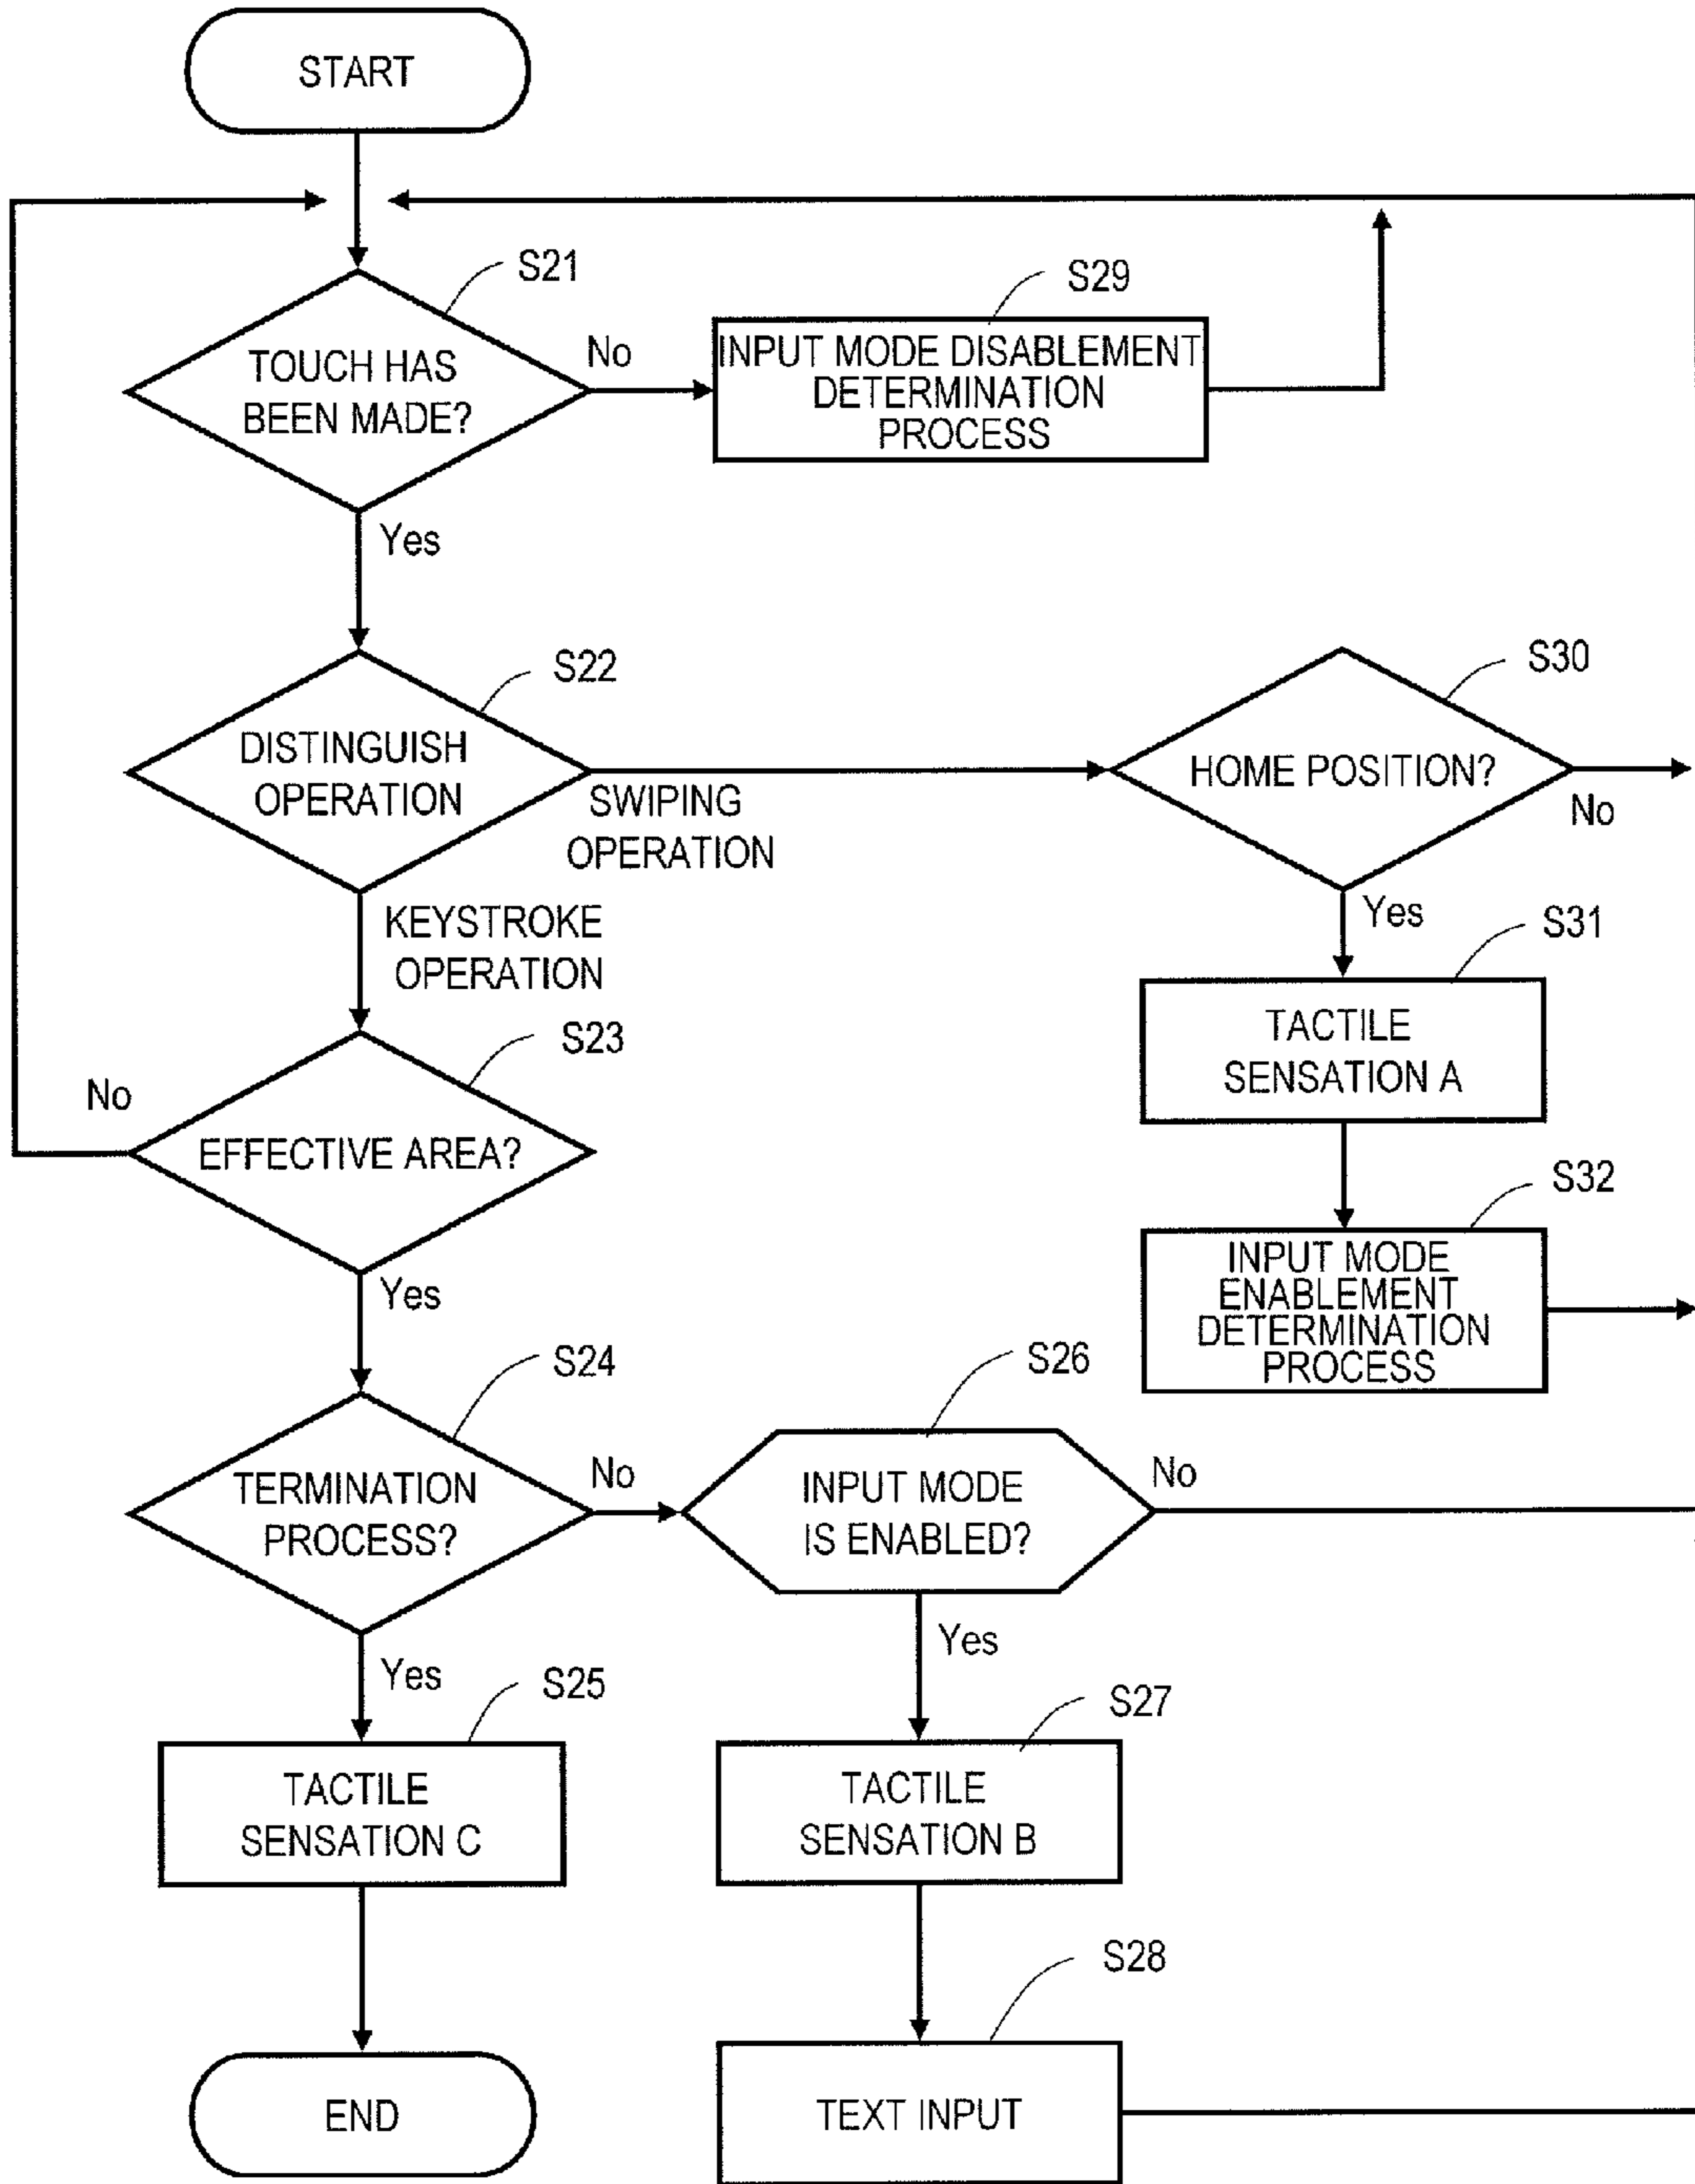 START
S21
TOUCH HAS
BEEN MADE?
No
S29
INPUT MODE DISABLEMENT
DETERMINATION
PROCESS
Yes
S22
DISTINGUISH
OPERATION
SWIPING
OPERATION
S30
HOME POSITION?
No
Yes
S31
TACTILE
SENSATION A
S32
INPUT MODE
ENABLEMENT
DETERMINATION
PROCESS
KEYSTROKE
OPERATION
S23
No
EFFECTIVE AREA?
Yes
S24
TERMINATION
PROCESS?
No
S26
INPUT MODE
IS ENABLED?
No
Yes
S25
TACTILE
SENSATION C
Yes
S27
TACTILE
SENSATION B
S28
TEXT INPUT
END